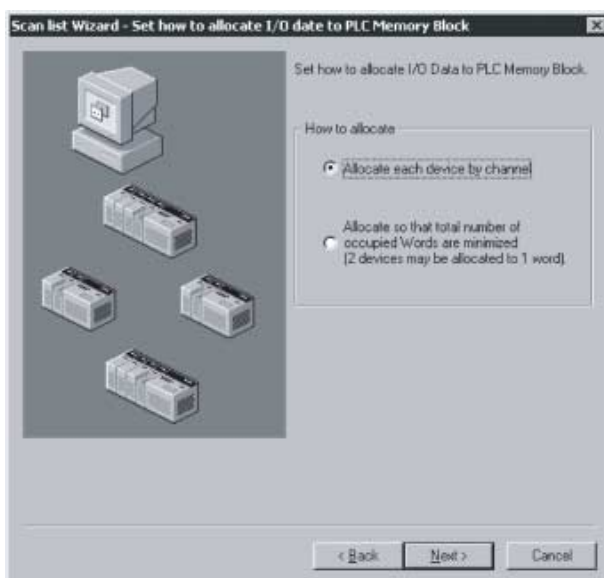 Scan list Wizard - Set how to allocate I/O date to PLC Memory Block
Set how to allocate I/O Data to PLC Memory Block.
How to allocate
Allocate each device by channel
Allocate so that total number of
occupied Words are minimized
(2 devices may be allocated to 1 word).
< Back
Next >
Cancel